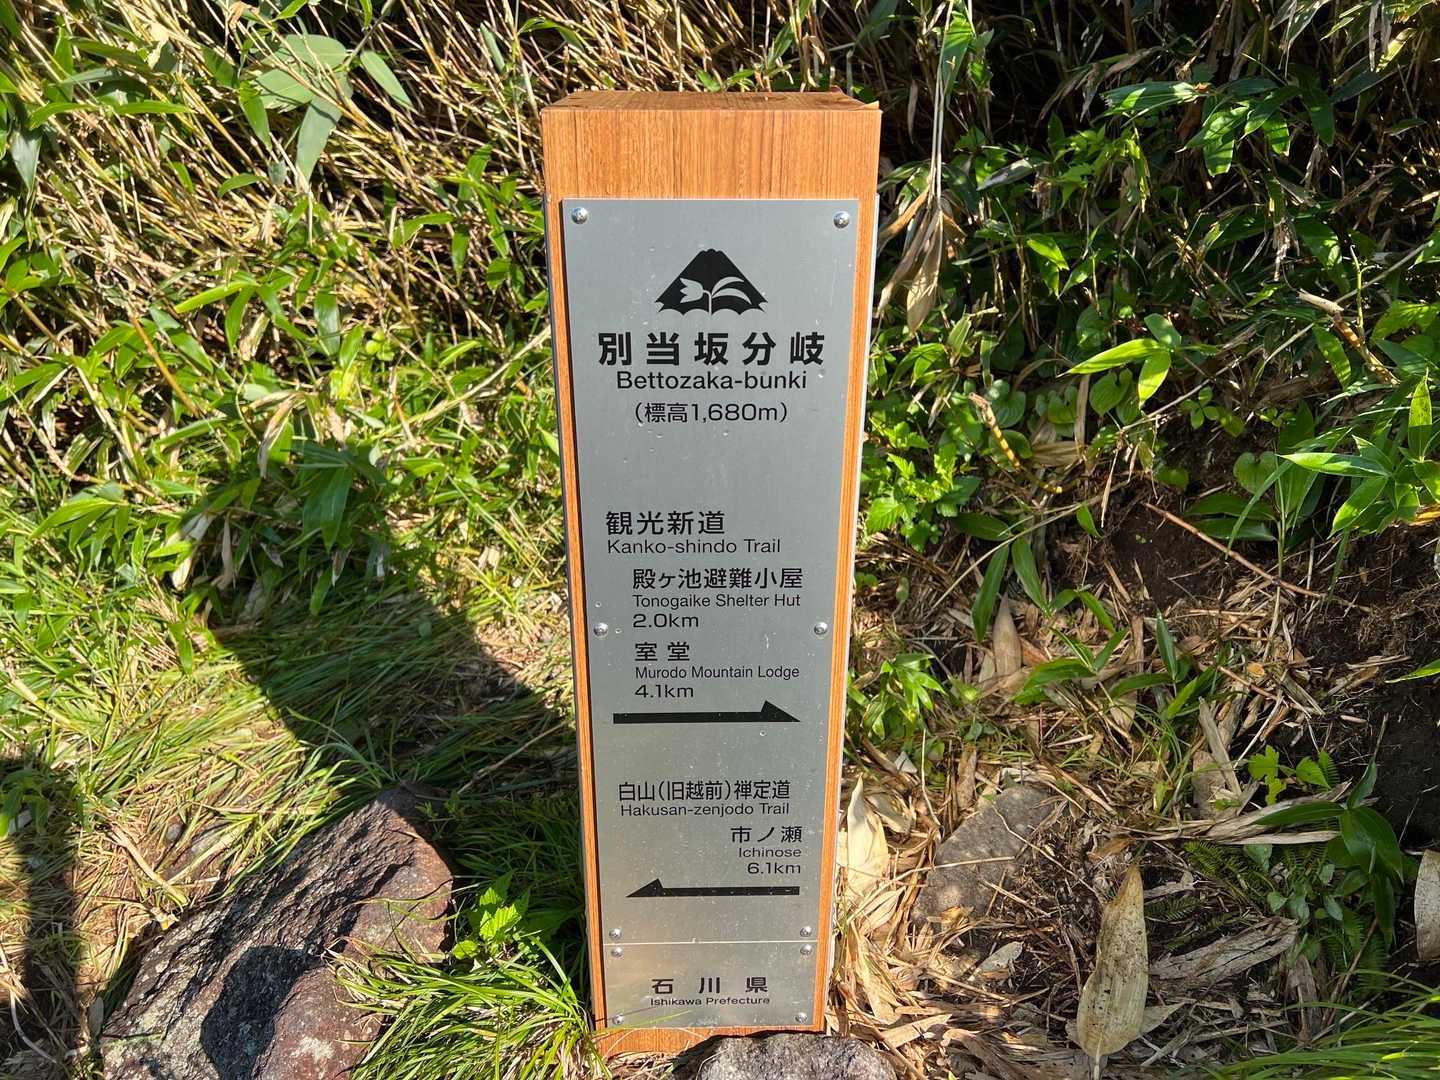 別当坂分岐
Bettozaka-bunki
(標高1,680m)
観光新道
Kanko-shindo Trail
殿ヶ池避難小屋
Tonogaike Shelter Hut
2.0km
室堂
Murodo Mountain Lodge
4.1km
白山(旧越前)禅定道
Hakusan-zenjodo Trail
市ノ瀬
Ichinose
6.1km
石川県
Ishikawa Prefecture